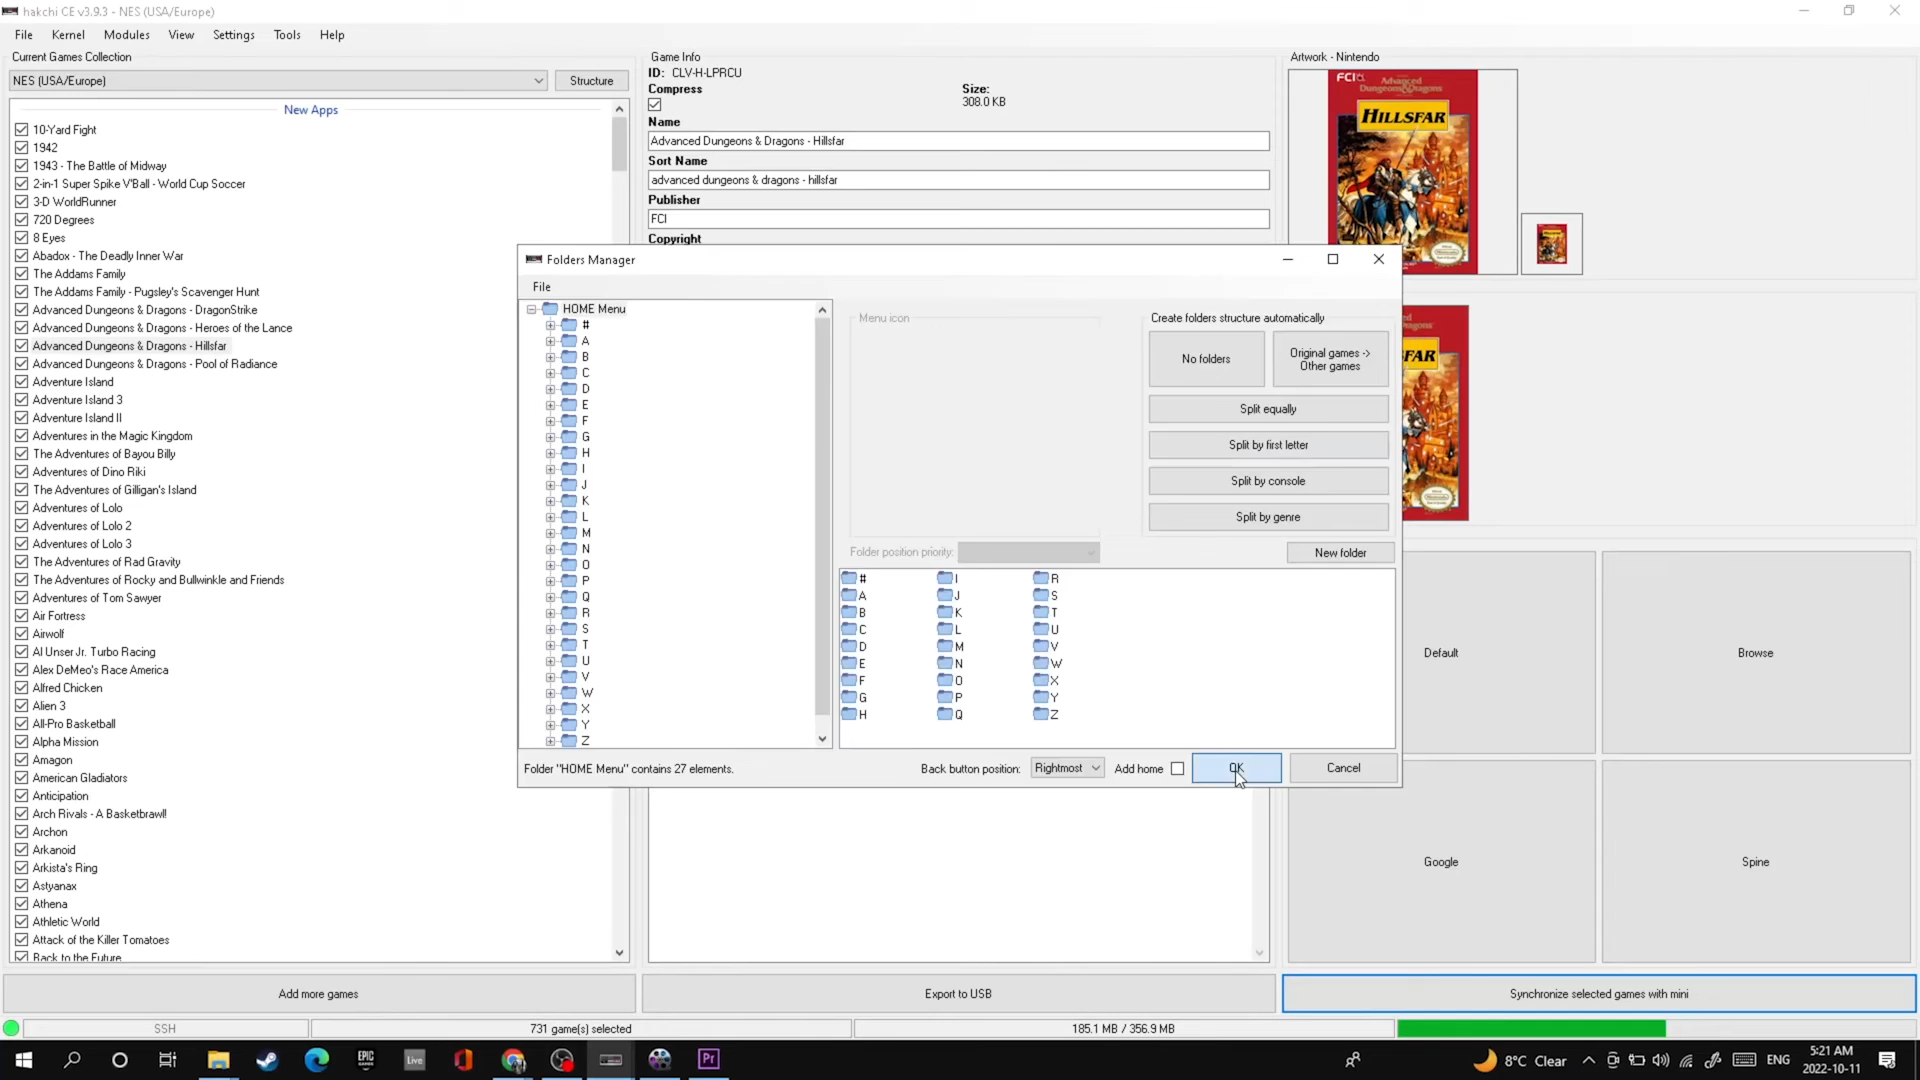 hakchi CE v3.9.3 - NES (USA/Europe)
File Kernel Modules View Settings Tools Help
Current Games Collection
NES (USA/Europe)
Structure
New Apps
10-Yard Fight
1942
1943 - The Battle of Midway
2-in-1 Super Spike V'Ball - World Cup Soccer
3-D WorldRunner
720 Degrees
8 Eyes
Abadox - The Deadly Inner War
The Addams Family
The Addams Family - Pugsley's Scavenger Hunt
Advanced Dungeons & Dragons - DragonStrike
Advanced Dungeons & Dragons - Heroes of the Lance
Advanced Dungeons & Dragons - Hillsfar
Advanced Dungeons & Dragons - Pool of Radiance
Adventure Island
Adventure Island 3
Adventure Island II
Adventures in the Magic Kingdom
The Adventures of Bayou Billy
Adventures of Dino Riki
The Adventures of Gilligan's Island
Adventures of Lolo
Adventures of Lolo 2
Adventures of Lolo 3
The Adventures of Rad Gravity
The Adventures of Rocky and Bullwinkle and Friends
Adventures of Tom Sawyer
Air Fortress
Airwolf
Al Unser Jr. Turbo Racing
Alex DeMeo's Race America
Alfred Chicken
Alien 3
All-Pro Basketball
Alpha Mission
Amagon
American Gladiators
Anticipation
Arch Rivals - A Basketbrawl!
Archon
Arkanoid
Arkista's Ring
Astyanax
Athena
Athletic World
Attack of the Killer Tomatoes
Back to the Future
Game Info
ID: CLV-H-LPRCU
Compress
Size:
308.0 KB
Name
Advanced Dungeons & Dragons - Hillsfar
Sort Name
advanced dungeons & dragons - hillsfar
Publisher
FCI
Copyright
Artwork - Nintendo
FCI
Advanced
Dungeons & Dragons
HILLSFAR
FAR
Folders Manager
File
HOME Menu
#
A
B
C
D
E
F
G
H
I
J
K
L
M
N
O
P
Q
R
S
T
U
V
W
X
Y
Z
Menu icon
Create folders structure automatically
No folders
Original games ->
Other games
Split equally
Split by first letter
Split by console
Split by genre
Folder position priority:
New folder
# I R
A J S
B K T
C L U
D M V
E N W
F O X
G P Y
H Q Z
Folder "HOME Menu" contains 27 elements.
Back button position: Rightmost
Add home
OK
Cancel
Default
Browse
Google
Spine
Add more games
Export to USB
Synchronize selected games with mini
SSH
731 game(s) selected
185.1 MB / 356.9 MB
EPIC
GAMES
Live
Pr
8°C Clear
ENG
5:21 AM
2022-10-11